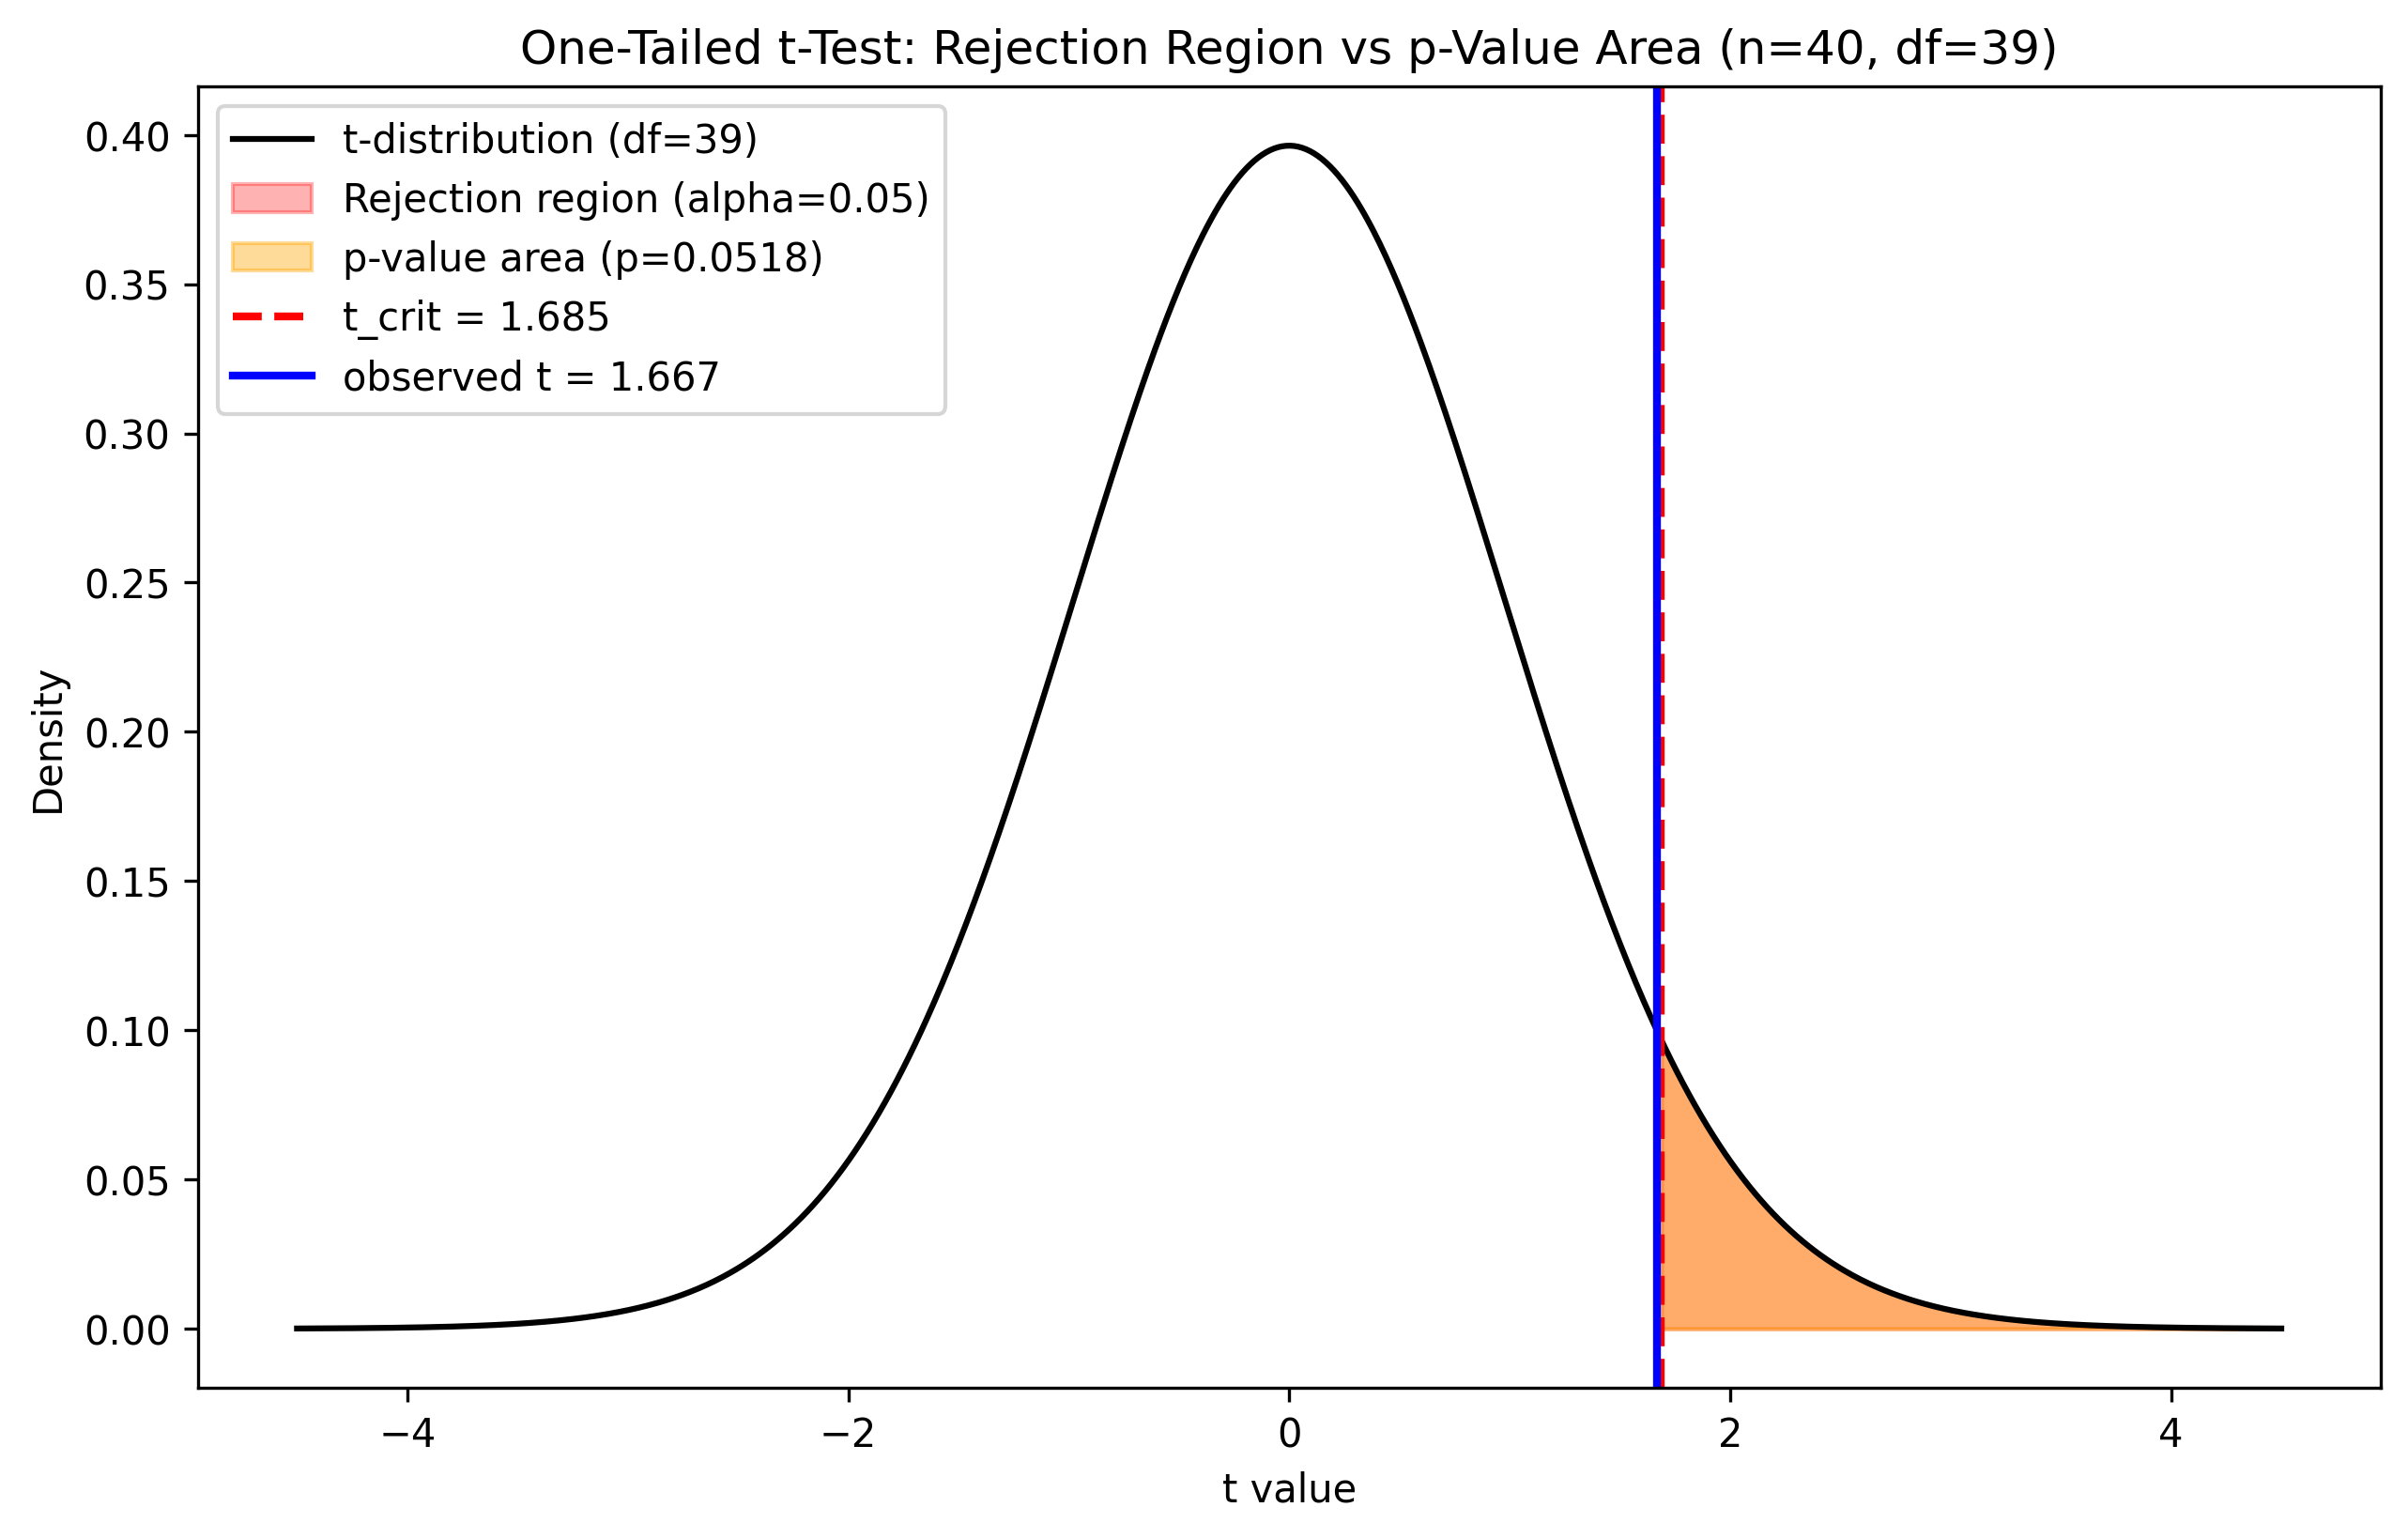 One-Tailed t-Test: Rejection Region vs p-Value Area (n=40, df=39)
t-distribution (df=39)
Rejection region (alpha=0.05)
p-value area (p=0.0518)
t_crit = 1.685
observed t = 1.667
Density
0.40
0.35
0.30
0.25
0.20
0.15
0.10
0.05
0.00
−4 −2 0 2 4
t value